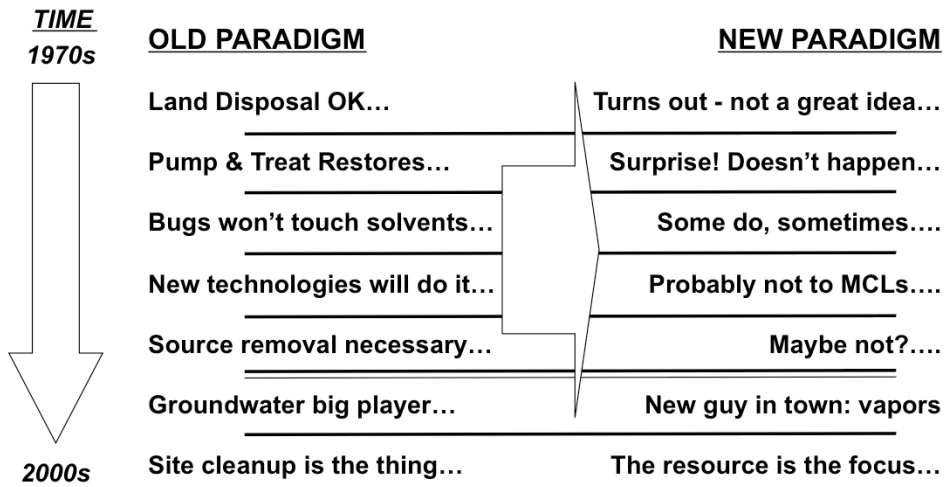 TIME
1970s
OLD PARADIGM NEW PARADIGM
Land Disposal OK… Turns out - not a great idea…
Pump & Treat Restores… Surprise! Doesn’t happen…
Bugs won’t touch solvents… Some do, sometimes….
New technologies will do it… Probably not to MCLs….
Source removal necessary… Maybe not?….
Groundwater big player… New guy in town: vapors
2000s
Site cleanup is the thing… The resource is the focus…